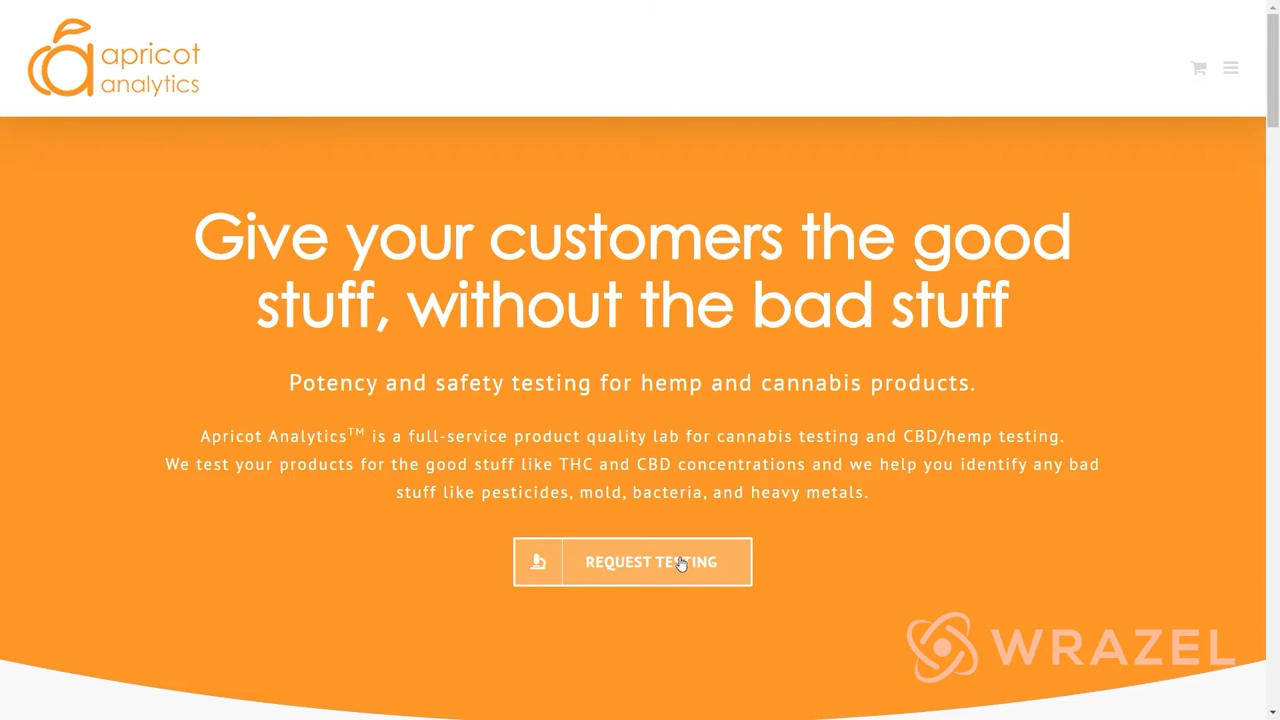 apricot
analytics
Give your customers the good
stuff, without the bad stuff
Potency and safety testing for hemp and cannabis products.
Apricot Analytics™ is a full-service product quality lab for cannabis testing and CBD/hemp testing.
We test your products for the good stuff like THC and CBD concentrations and we help you identify any bad
stuff like pesticides, mold, bacteria, and heavy metals.
REQUEST TESTING
WRAZEL